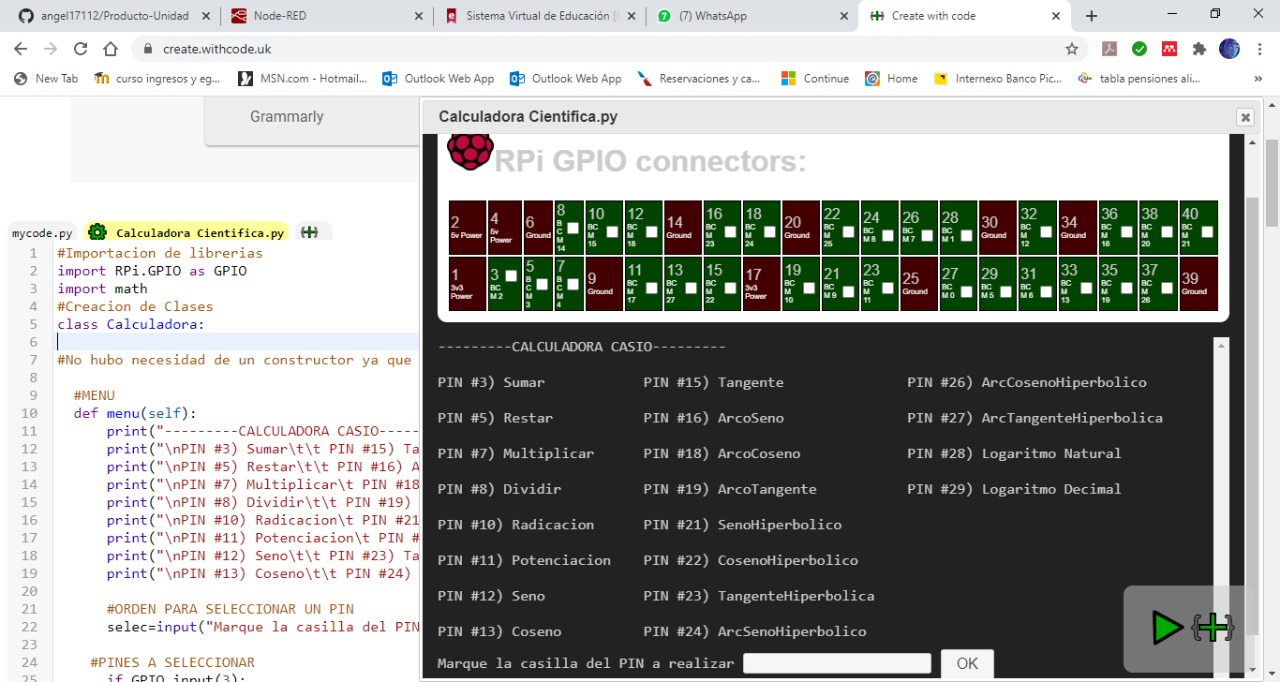 angel17112/Producto-Unidad
Node-RED
Sistema Virtual de Educación
(7) WhatsApp
Create with code
create.withcode.uk
New Tab
curso ingresos y eg...
MSN.com - Hotmail...
Outlook Web App
Outlook Web App
Reservaciones y ca...
Continue
Home
Internexo Banco Pic...
tabla pensiones ali...
»
Grammarly
mycode.py
Calculadora Cientifica.py
1 #Importacion de librerias
2 import RPi.GPIO as GPIO
3 import math
4 #Creacion de Clases
5 class Calculadora:
6
7 #No hubo necesidad de un constructor ya que
8
9 #MENU
10 def menu(self):
11 print("---------CALCULADORA CASIO-----
12 print("\nPIN #3) Sumar\t\t PIN #15) Ta
13 print("\nPIN #5) Restar\t\t PIN #16) A
14 print("\nPIN #7) Multiplicar\t PIN #18
15 print("\nPIN #8) Dividir\t\t PIN #19)
16 print("\nPIN #10) Radicacion\t PIN #21
17 print("\nPIN #11) Potenciacion\t PIN #
18 print("\nPIN #12) Seno\t\t PIN #23) Ta
19 print("\nPIN #13) Coseno\t\t PIN #24)
20
21 #ORDEN PARA SELECCIONAR UN PIN
22 selec=input("Marque la casilla del PIN
23
24 #PINES A SELECCIONAR
25 if GPIO.input(3):
Calculadora Cientifica.py
RPi GPIO connectors:
2 5v Power
4 5v Power
6 Ground
8 BCM 14
10 BCM 15
12 BCM 18
14 Ground
16 BCM 23
18 BCM 24
20 Ground
22 BCM 25
24 BCM 8
26 BCM 7
28 BCM 1
30 Ground
32 BCM 12
34 Ground
36 BCM 16
38 BCM 20
40 BCM 21
1 3v3 Power
3 BCM 2
5 BCM 3
7 BCM 4
9 Ground
11 BCM 17
13 BCM 27
15 BCM 22
17 3v3 Power
19 BCM 10
21 BCM 9
23 BCM 11
25 Ground
27 BCM 0
29 BCM 5
31 BCM 6
33 BCM 13
35 BCM 19
37 BCM 26
39 Ground
---------CALCULADORA CASIO---------
PIN #3) Sumar PIN #15) Tangente PIN #26) ArcCosenoHiperbolico
PIN #5) Restar PIN #16) ArcoSeno PIN #27) ArcTangenteHiperbolica
PIN #7) Multiplicar PIN #18) ArcoCoseno PIN #28) Logaritmo Natural
PIN #8) Dividir PIN #19) ArcoTangente PIN #29) Logaritmo Decimal
PIN #10) Radicacion PIN #21) SenoHiperbolico
PIN #11) Potenciacion PIN #22) CosenoHiperbolico
PIN #12) Seno PIN #23) TangenteHiperbolica
PIN #13) Coseno PIN #24) ArcSenoHiperbolico
Marque la casilla del PIN a realizar OK